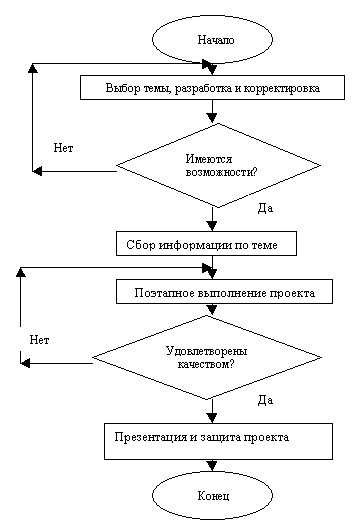 Начало
Выбор темы, разработка и корректировка
Нет
Имеются
возможности?
Да
Сбор информации по теме
Поэтапное выполнение проекта
Нет
Удовлетворены
качеством?
Да
Презентация и защита проекта
Конец